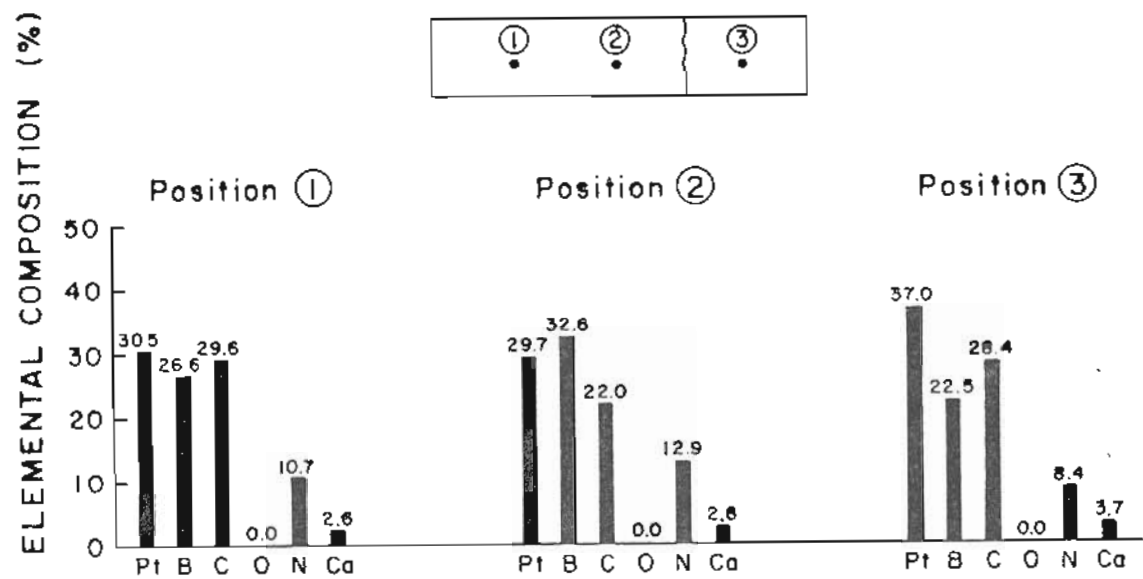 ELEMENTAL COMPOSITION (%)
① ② ③
Position ①
Position ②
Position ③
50
40
30
20
10
0
30.5 26.6 29.6 0.0 10.7 2.6
Pt B C O N Ca
29.7 32.6 22.0 0.0 12.9 2.8
Pt B C O N Ca
37.0 22.5 28.4 0.0 8.4 3.7
Pt B C O N Ca